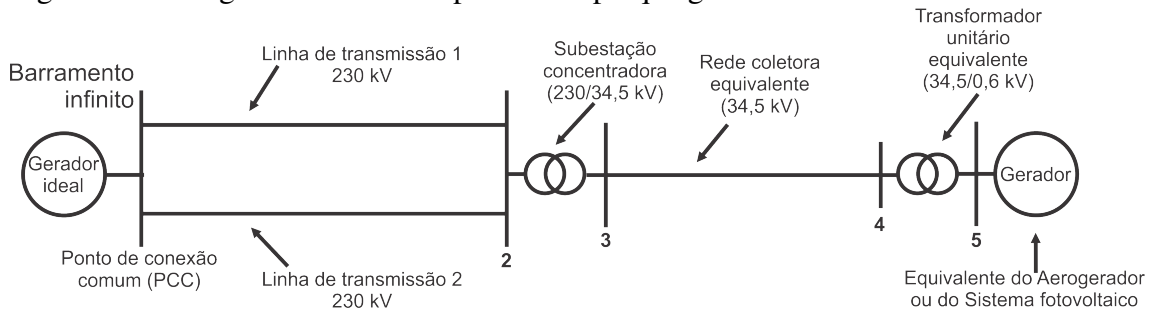 Transformador
unitário
equivalente
(34,5/0,6 kV)
Linha de transmissão 1
230 kV
Subestação
concentradora
(230/34,5 kV)
Rede coletora
equivalente
(34,5 kV)
Barramento
infinito
Gerador
ideal
Gerador
Ponto de conexão
comum (PCC)
Linha de transmissão 2
230 kV
2
3
4
5
Equivalente do Aerogerador
ou do Sistema fotovoltaico